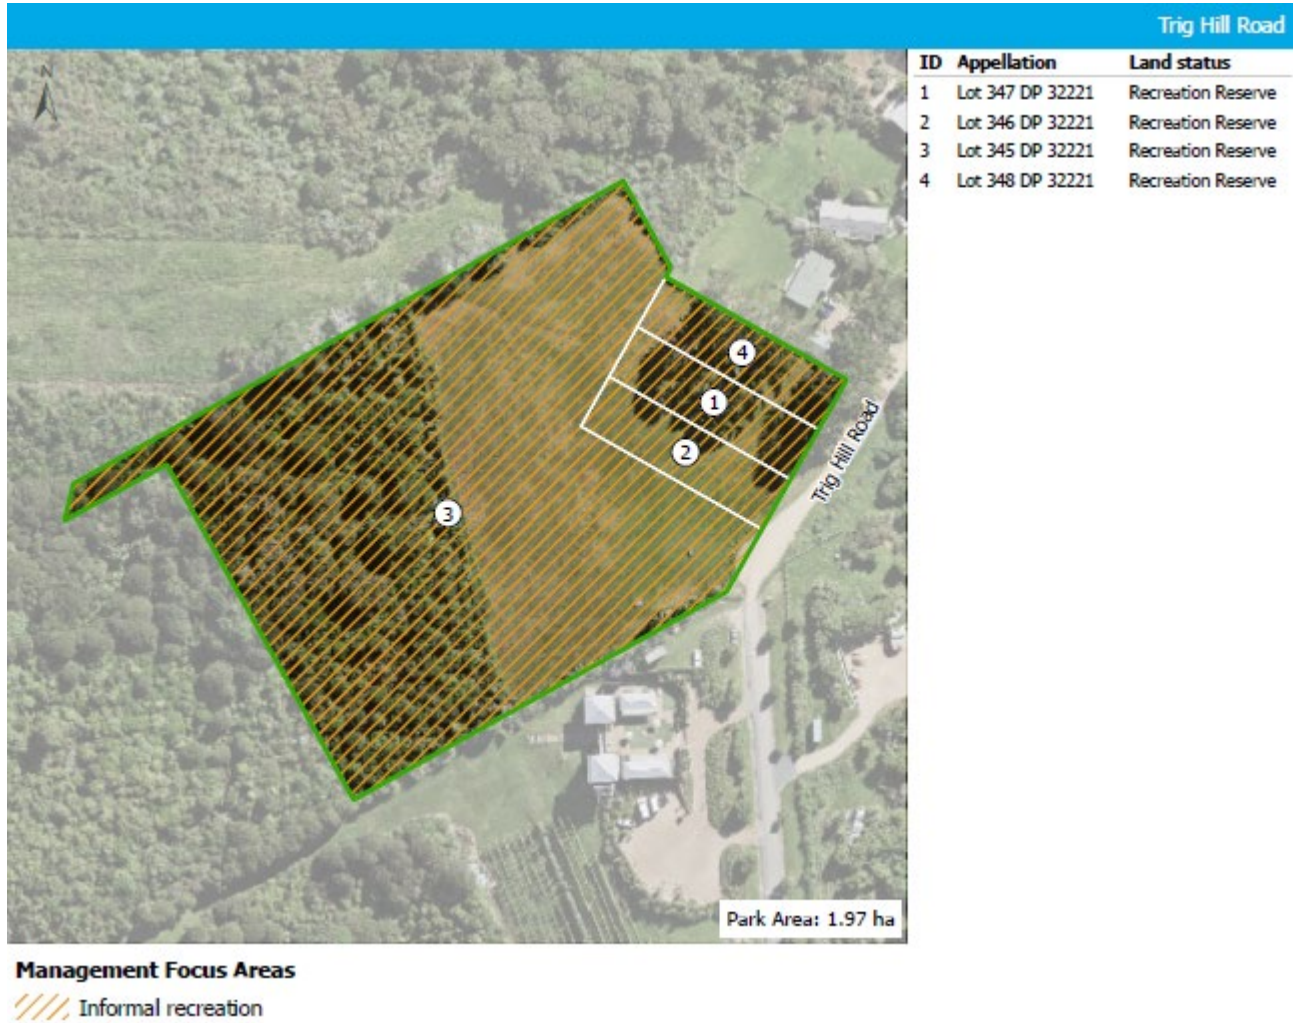 Trig Hill Road
N
ID Appellation Land status
1 Lot 347 DP 32221 Recreation Reserve
2 Lot 346 DP 32221 Recreation Reserve
3 Lot 345 DP 32221 Recreation Reserve
4 Lot 348 DP 32221 Recreation Reserve
4
1
2
3
Trig Hill Road
Park Area: 1.97 ha
Management Focus Areas
Informal recreation